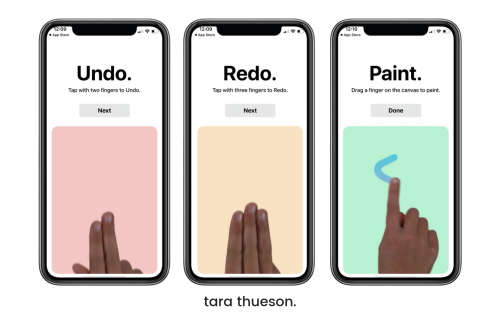 12:09
App Store
Undo.
Tap with two fingers to Undo.
Next
12:09
App Store
Redo.
Tap with three fingers to Redo.
Next
12:10
App Store
Paint.
Drag a finger on the canvas to paint.
Done
tara thueson.